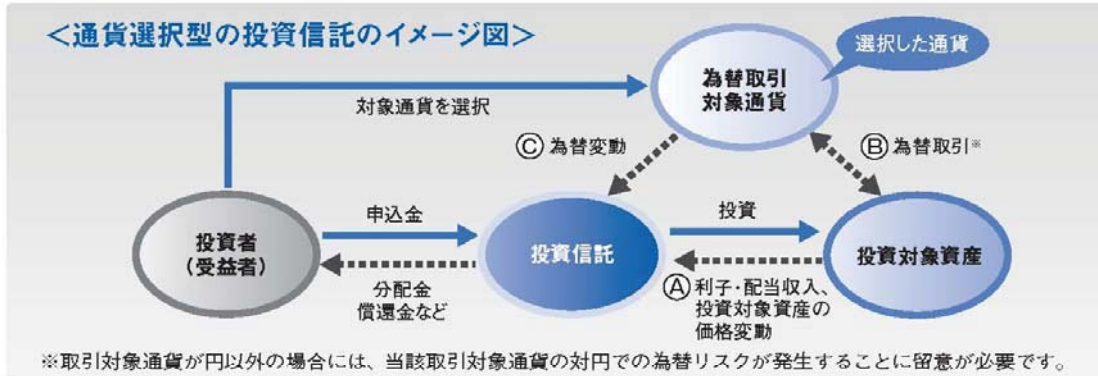 <通貨選択型の投資信託のイメージ図>
選択した通貨
為替取引
対象通貨
対象通貨を選択
Ⓒ 為替変動
Ⓑ 為替取引※
投資者
(受益者)
申込金
投資信託
投資
投資対象資産
分配金
償還金など
Ⓐ 利子・配当収入、
投資対象資産の
価格変動
※取引対象通貨が円以外の場合には、当該取引対象通貨の対円での為替リスクが発生することに留意が必要です。